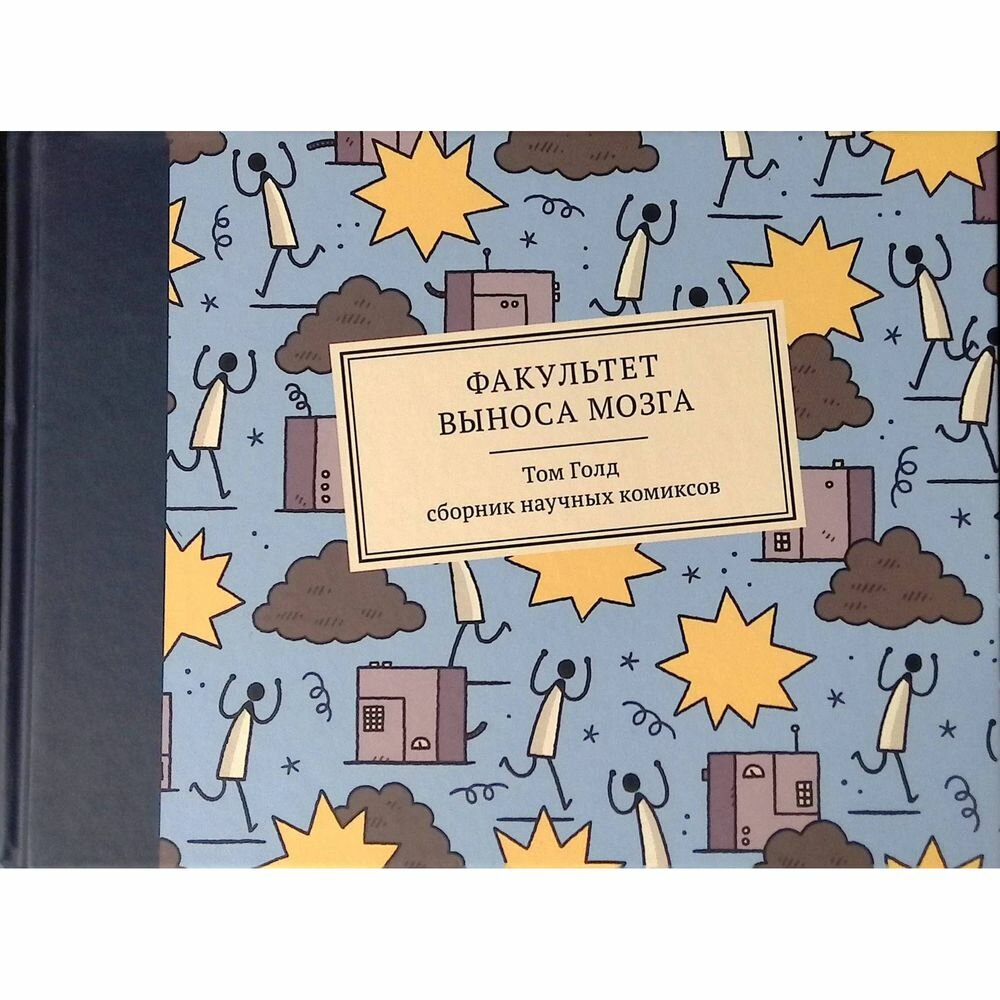 ФАКУЛЬТЕТ
ВЫНОСА МОЗГА
Том Голд
сборник научных комиксов